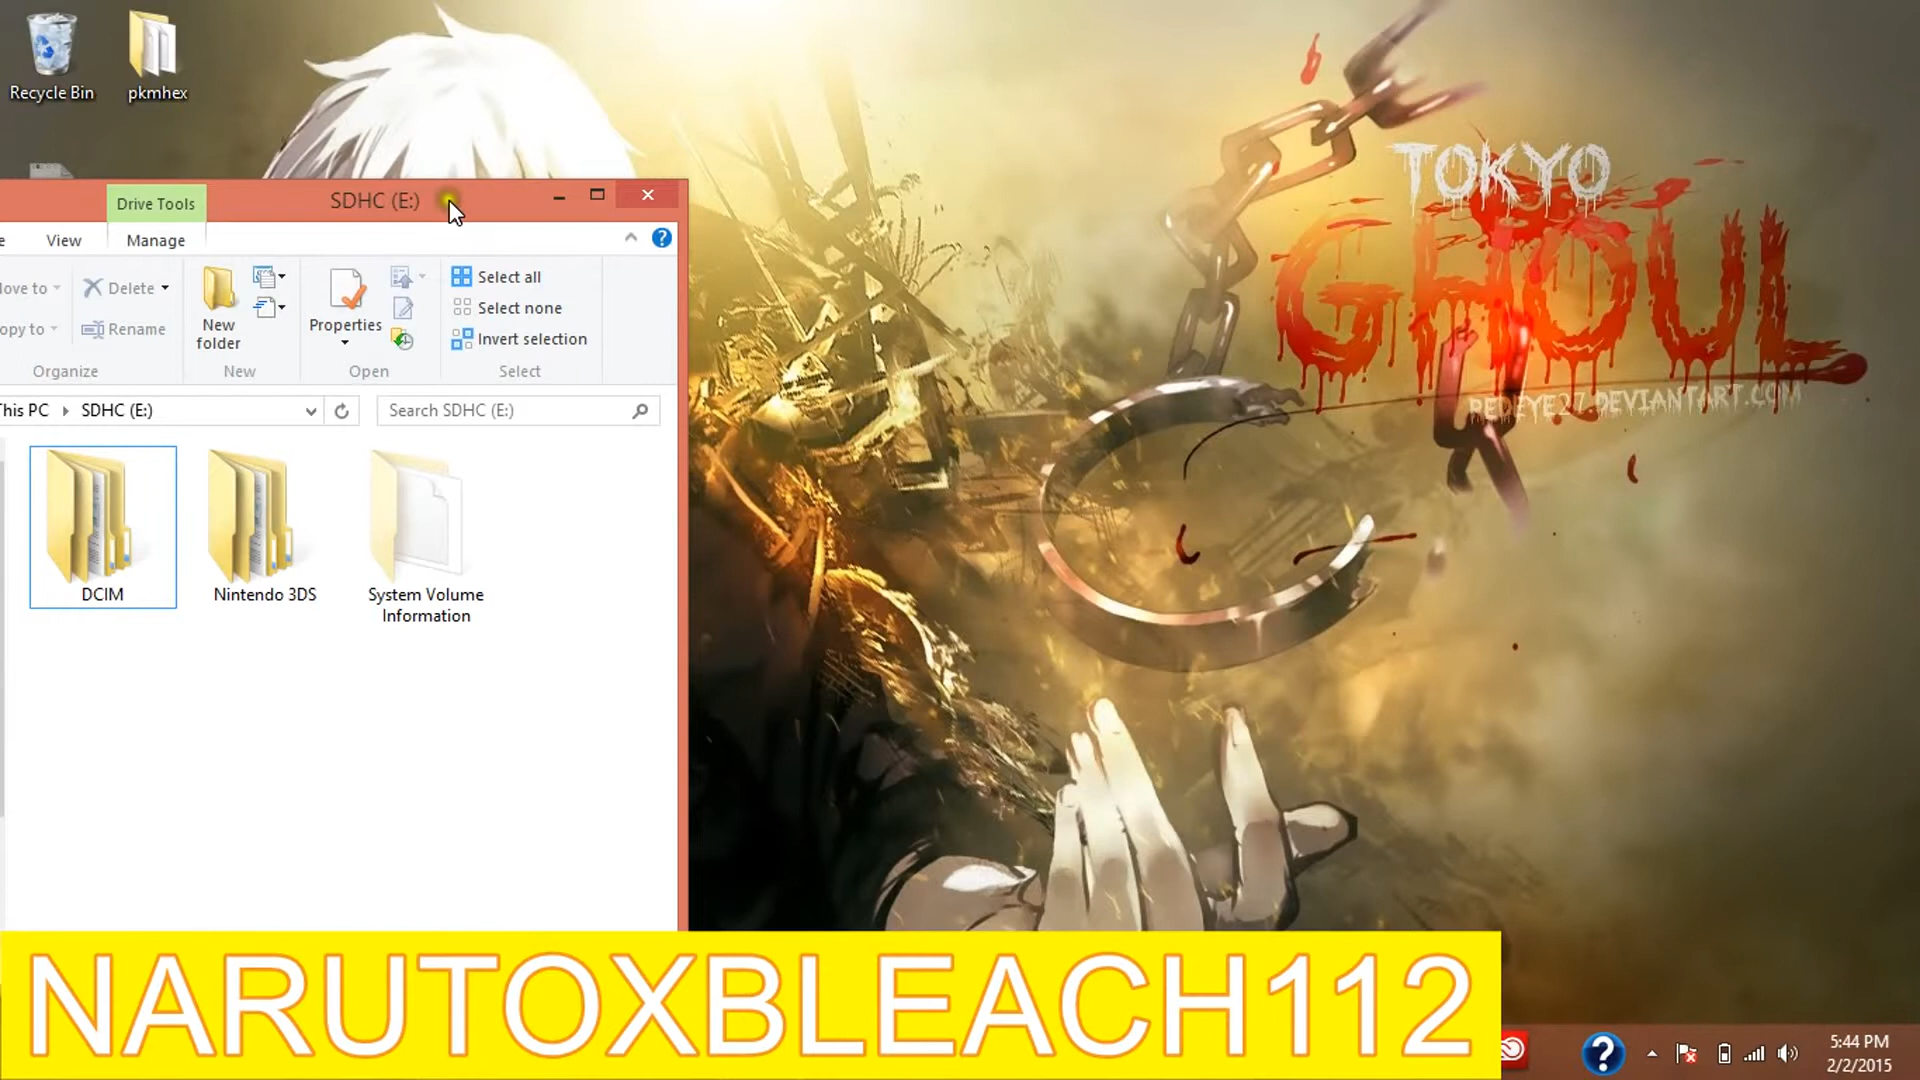 Recycle Bin
pkmhex
Drive Tools
SDHC (E:)
e
View
Manage
?
ove to
Delete
Select all
opy to
Rename
New folder
Properties
Select none
Invert selection
Organize
New
Open
Select
his PC
SDHC (E:)
Search SDHC (E:)
DCIM
Nintendo 3DS
System Volume
Information
TOKYO
GHOUL
REDEYE27.DEVIANTART.COM
NARUTOXBLEACH112
?
5:44 PM
2/2/2015